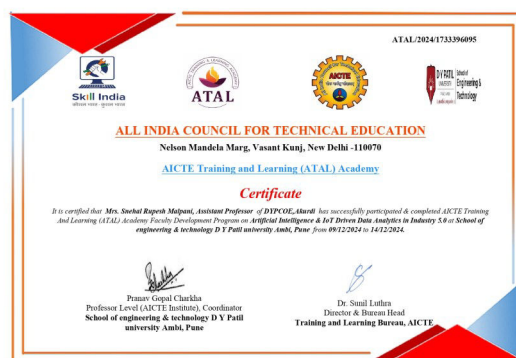 ATAL/2024/1733396095
Skill India
कौशल भारत - कुशल भारत
ATAL
AICTE
D Y PATIL
UNIVERSITY
School of
Engineering &
Technology
ALL INDIA COUNCIL FOR TECHNICAL EDUCATION
Nelson Mandela Marg, Vasant Kunj, New Delhi -110070
AICTE Training and Learning (ATAL) Academy
Certificate
It is certified that Mrs. Snehal Rupesh Malpani, Assistant Professor of DYPCOE,Akurdi has successfully participated & completed AICTE Training
And Learning (ATAL) Academy Faculty Development Program on Artificial Intelligence & IoT Driven Data Analytics in Industry 5.0 at School of
engineering & technology D Y Patil university Ambi, Pune from 09/12/2024 to 14/12/2024.
Pranav Gopal Charkha
Professor Level (AICTE Institute), Coordinator
School of engineering & technology D Y Patil
university Ambi, Pune
Dr. Sunil Luthra
Director & Bureau Head
Training and Learning Bureau, AICTE